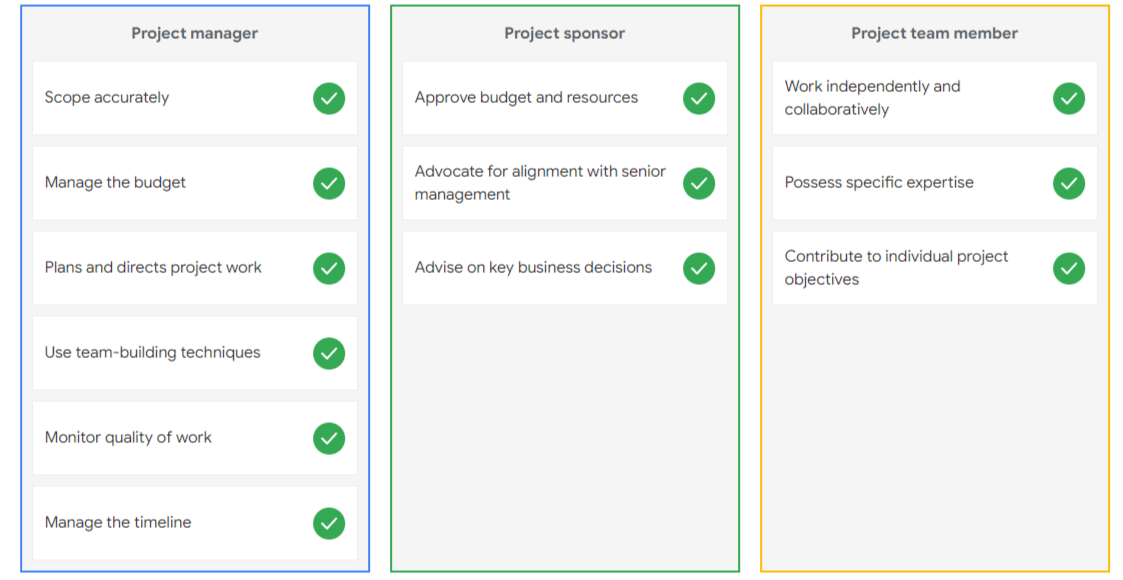 Project manager
Scope accurately
Manage the budget
Plans and directs project work
Use team-building techniques
Monitor quality of work
Manage the timeline
Project sponsor
Approve budget and resources
Advocate for alignment with senior
management
Advise on key business decisions
Project team member
Work independently and
collaboratively
Possess specific expertise
Contribute to individual project
objectives